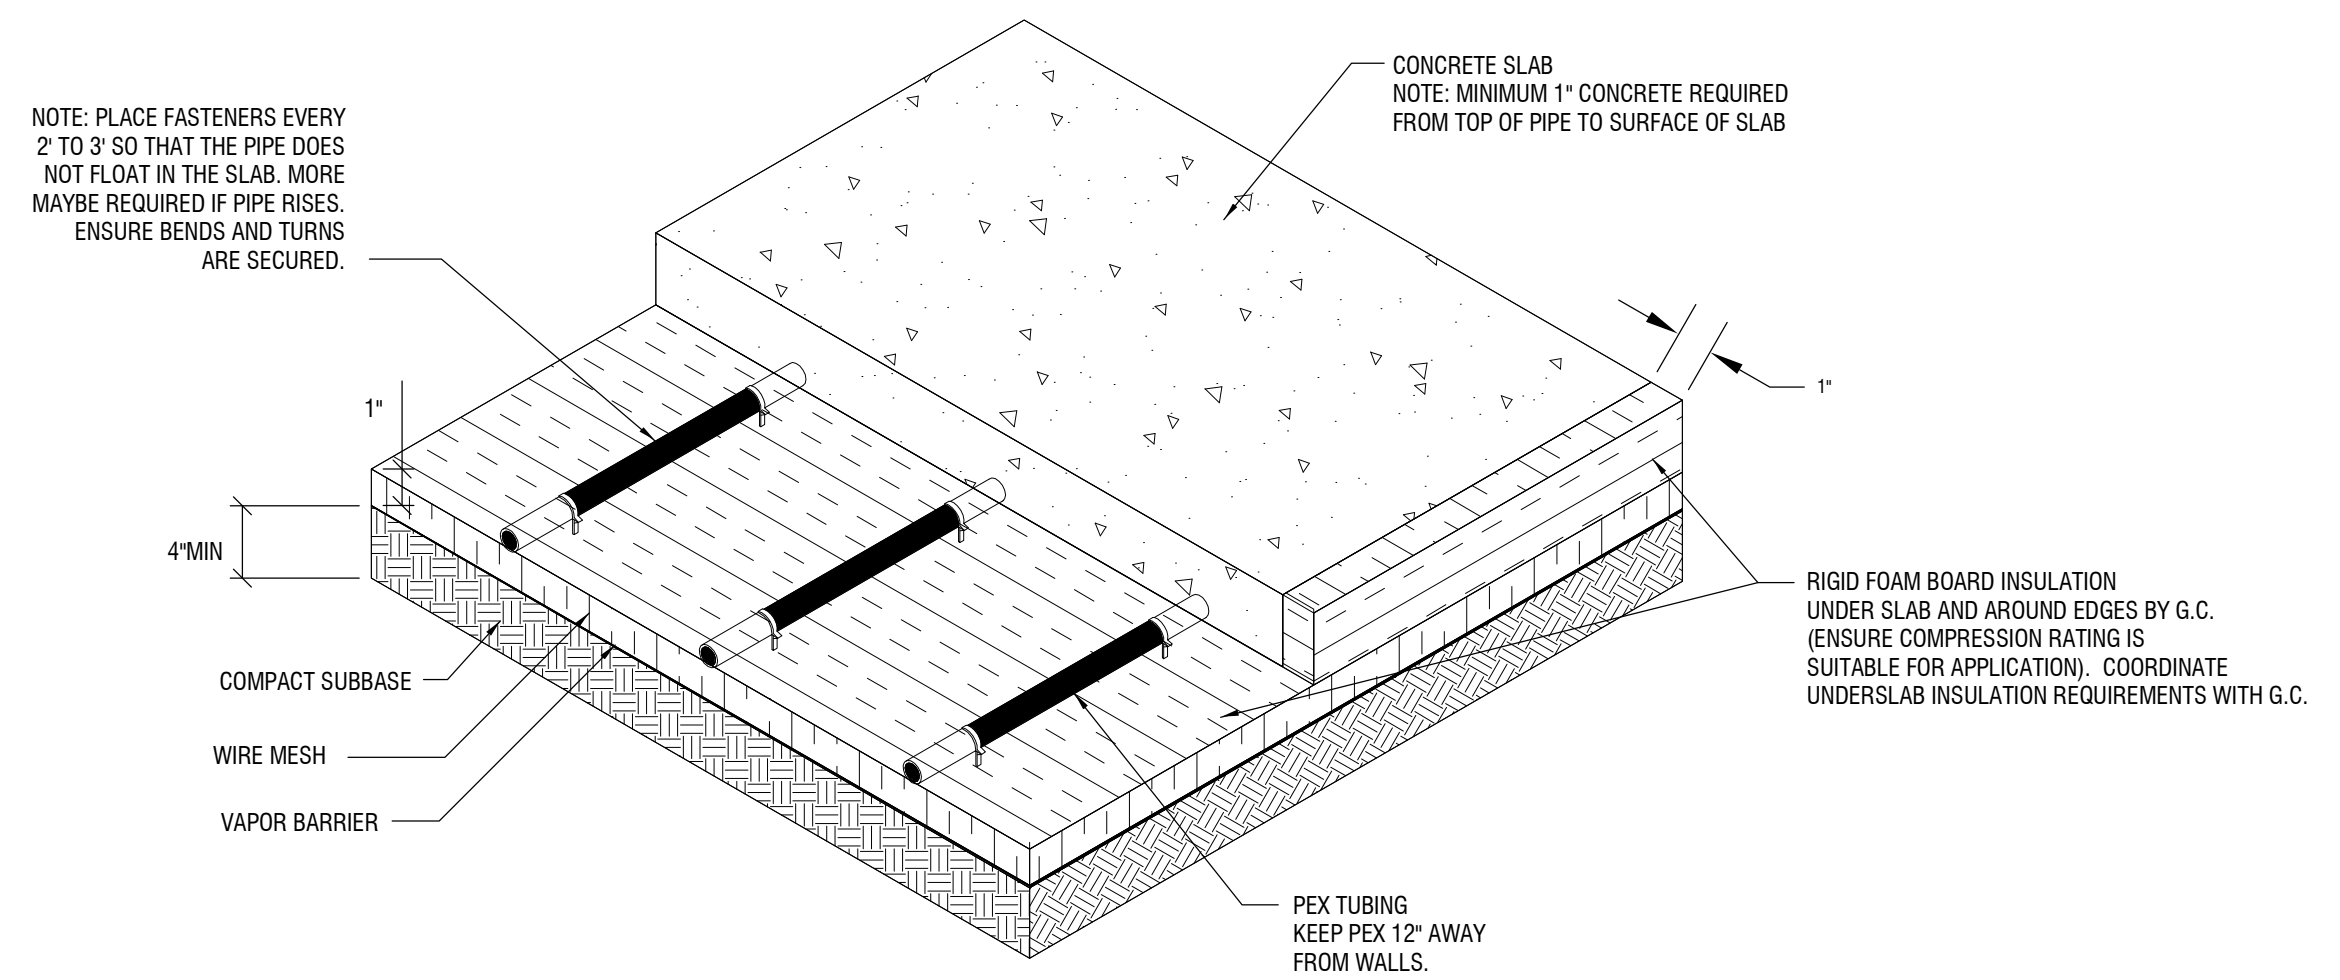 NOTE: PLACE FASTENERS EVERY
2' TO 3' SO THAT THE PIPE DOES
NOT FLOAT IN THE SLAB. MORE
MAYBE REQUIRED IF PIPE RISES.
ENSURE BENDS AND TURNS
ARE SECURED.
CONCRETE SLAB
NOTE: MINIMUM 1" CONCRETE REQUIRED
FROM TOP OF PIPE TO SURFACE OF SLAB
1"
1"
4"MIN
COMPACT SUBBASE
WIRE MESH
VAPOR BARRIER
RIGID FOAM BOARD INSULATION
UNDER SLAB AND AROUND EDGES BY G.C.
(ENSURE COMPRESSION RATING IS
SUITABLE FOR APPLICATION).  COORDINATE
UNDERSLAB INSULATION REQUIREMENTS WITH G.C.
PEX TUBING
KEEP PEX 12" AWAY
FROM WALLS.